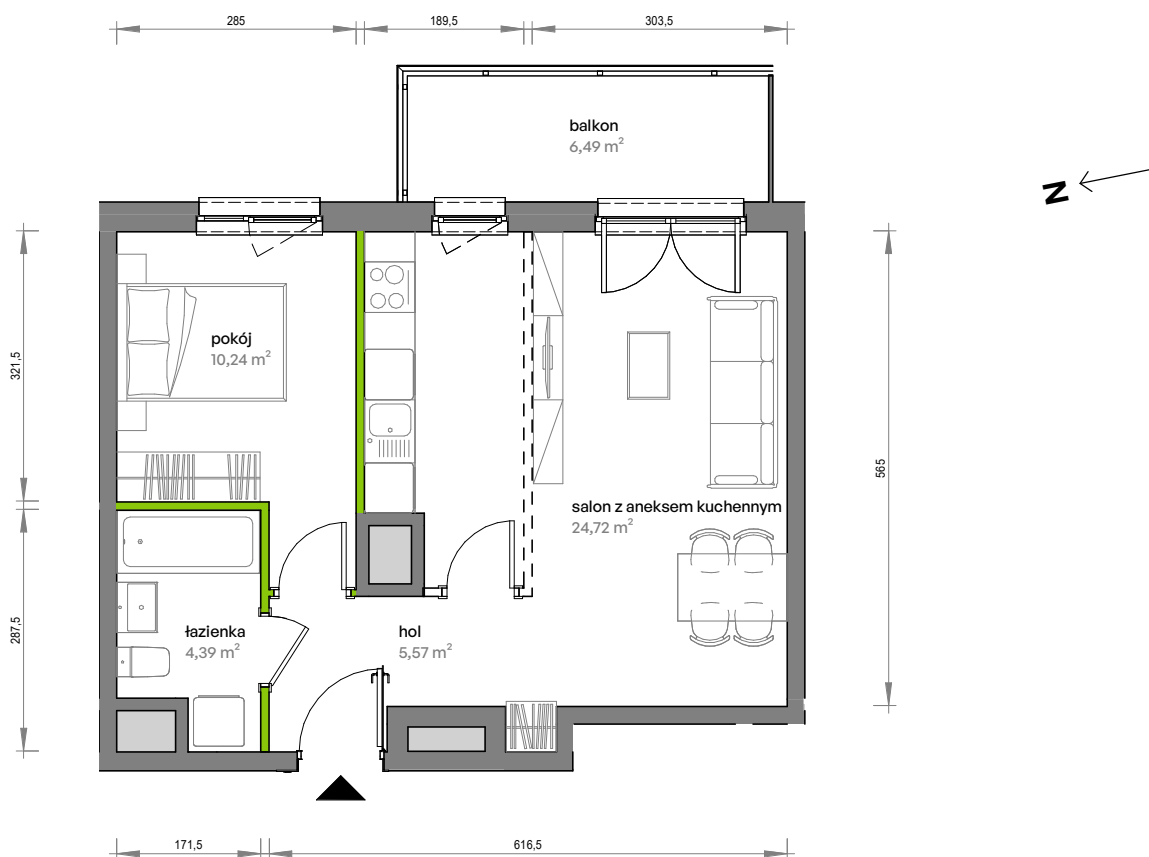 285
189,5
303,5
balkon
6,49 m²
N
321,5
pokój
10,24 m²
565
salon z aneksem kuchennym
24,72 m²
287,5
łazienka
4,39 m²
hol
5,57 m²
171,5
616,5